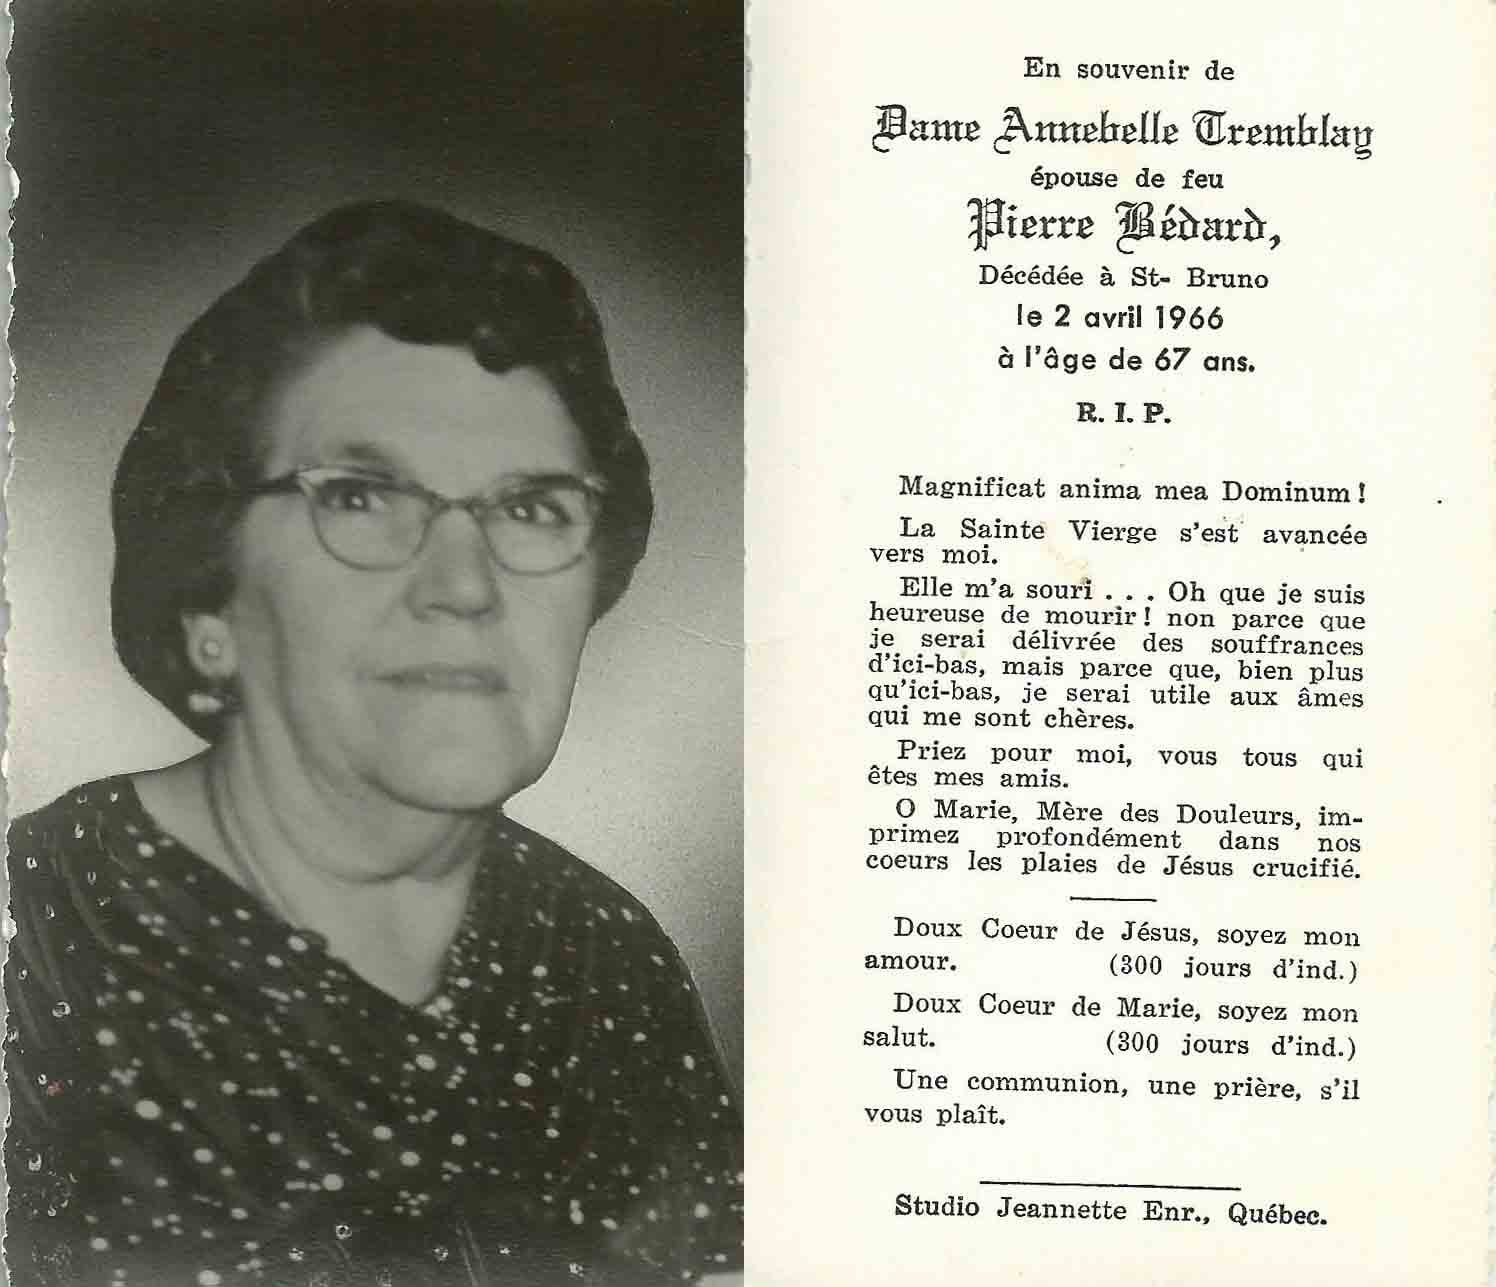 En souvenir de
Dame Annebelle Tremblay
épouse de feu
Pierre Bédard,
Décédée à St- Bruno
le 2 avril 1966
à l'âge de 67 ans.
R. I. P.
Magnificat anima mea Dominum !
La Sainte Vierge s'est avancée
vers moi.
Elle m'a souri . . . Oh que je suis
heureuse de mourir ! non parce que
je serai délivrée des souffrances
d'ici-bas, mais parce que, bien plus
qu'ici-bas, je serai utile aux âmes
qui me sont chères.
Priez pour moi, vous tous qui
êtes mes amis.
O Marie, Mère des Douleurs, im-
primez profondément dans nos
coeurs les plaies de Jésus crucifié.
Doux Coeur de Jésus, soyez mon
amour. (300 jours d'ind.)
Doux Coeur de Marie, soyez mon
salut. (300 jours d'ind.)
Une communion, une prière, s'il
vous plaît.
Studio Jeannette Enr., Québec.